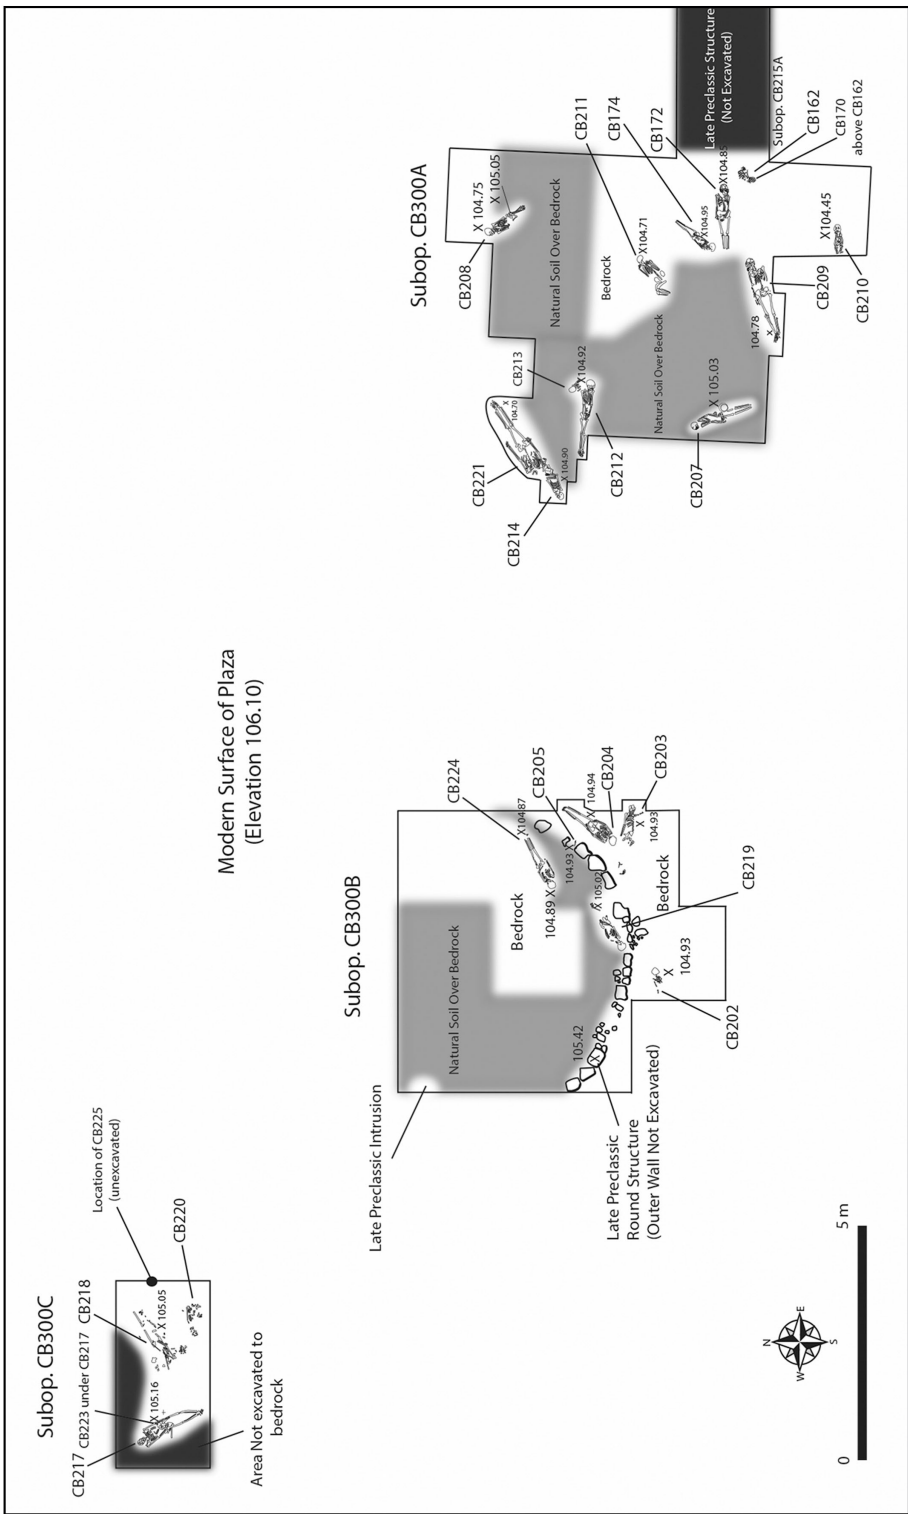 Subop. CB300C
Location of CB225
(unexcavated)
CB217
CB223 under CB217
CB218
CB220
X 105.16
X 105.05
Area Not excavated to
bedrock
Modern Surface of Plaza
(Elevation 106.10)
Subop. CB300B
Late Preclassic Intrusion
Natural Soil Over Bedrock
Bedrock
CB224
X104.87
104.89 X
CB205
104.93 X
104.94
X
CB204
CB203
X
104.93
X 105.02
Bedrock
CB219
X
104.93
CB202
105.42
X
Late Preclassic
Round Structure
(Outer Wall Not Excavated)
Subop. CB300A
CB208
X 104.75
X 105.05
Natural Soil Over Bedrock
Bedrock
CB211
X104.71
CB174
X104.95
CB172
X104.85
Late Preclassic Structure
(Not Excavated)
Subop. CB215A
CB162
CB170
above CB162
X104.45
CB210
CB209
104.78
X
Natural Soil Over Bedrock
X 105.03
CB207
CB213
X104.92
CB212
CB221
X
104.70
X 104.90
CB214
N
E
S
W
0
5 m